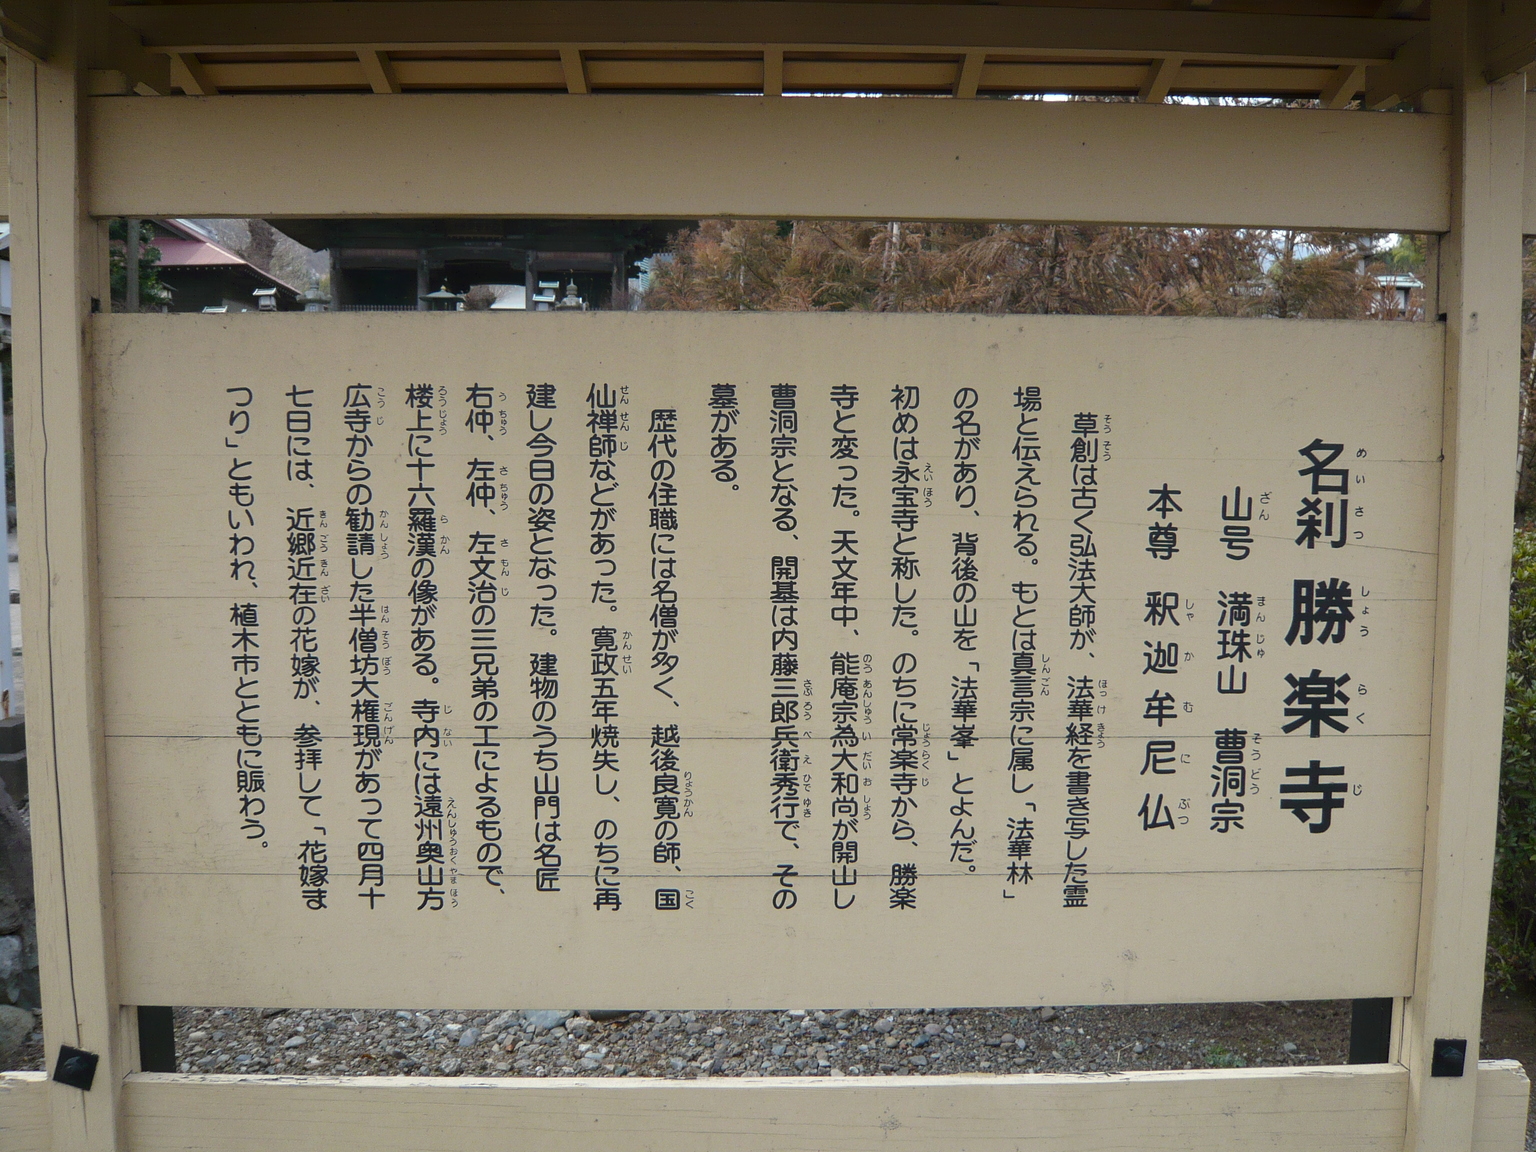 名刹 勝楽寺
山号 満珠山 曹洞宗
本尊 釈迦牟尼仏
草創は古く弘法大師が、法華経を書き写した霊
場と伝えられる。もとは真言宗に属し「法華林」
の名があり、背後の山を「法華峯」とよんだ。
初めは永宝寺と称した。のちに常楽寺から、勝楽
寺と変った。天文年中、能庵宗為大和尚が開山し
曹洞宗となる、開基は内藤三郎兵衛秀行で、その
墓がある。
歴代の住職には名僧が多く、越後良寛の師、国
仙禅師などがあった。寛政五年焼失し、のちに再
建し今日の姿となった。建物のうち山門は名匠
右仲、左仲、左文治の三兄弟の工によるもので、
楼上に十六羅漢の像がある。寺内には遠州奥山方
広寺からの勧請した半僧坊大権現があって四月十
七日には、近郷近在の花嫁が、参拝して「花嫁ま
つり」ともいわれ、植木市とともに賑わう。